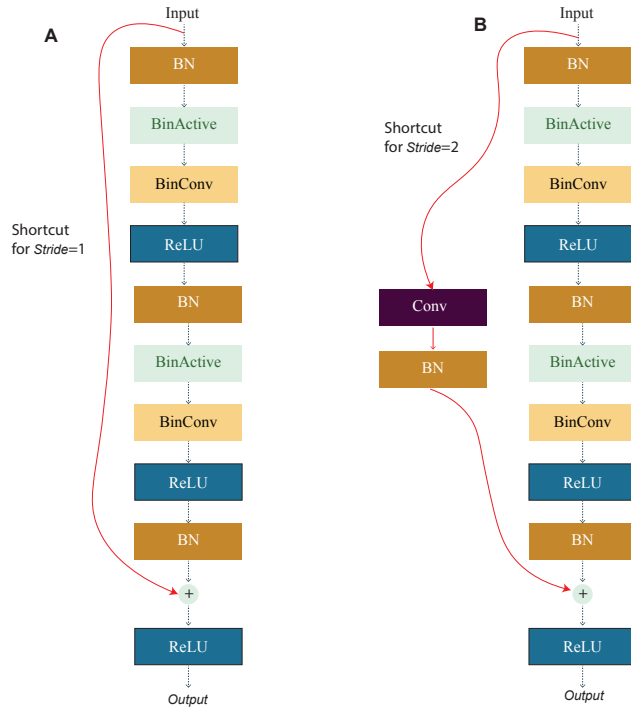 A
Input
BN
BinActive
BinConv
ReLU
Shortcut
for Stride=1
BN
BinActive
BinConv
ReLU
BN
+
ReLU
Output
B
Input
BN
Shortcut
for Stride=2
BinActive
BinConv
ReLU
Conv
BN
BN
BinActive
BinConv
ReLU
BN
+
ReLU
Output